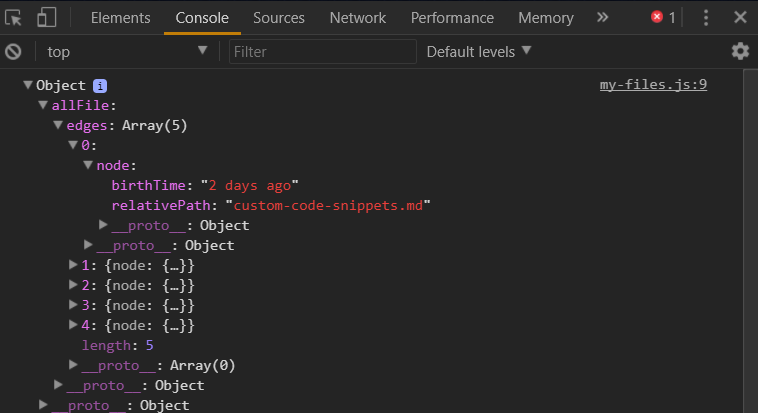 Elements Console Sources Network Performance Memory » 1
top Filter Default levels
Object i my-files.js:9
allFile:
edges: Array(5)
0:
node:
birthTime: "2 days ago"
relativePath: "custom-code-snippets.md"
__proto__: Object
__proto__: Object
1: {node: {…}}
2: {node: {…}}
3: {node: {…}}
4: {node: {…}}
length: 5
__proto__: Array(0)
__proto__: Object
__proto__: Object